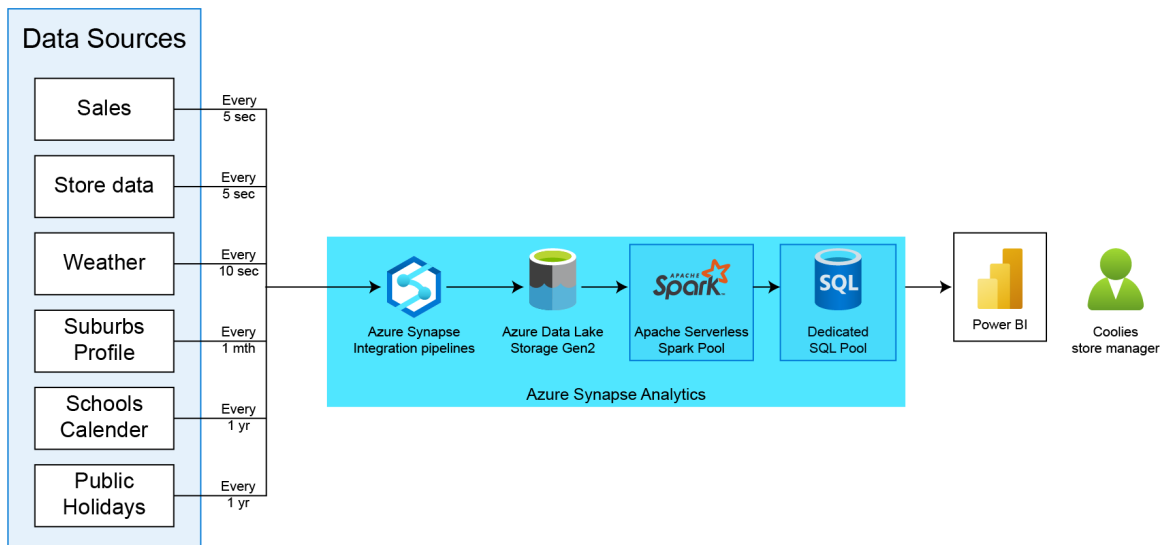 Data Sources
Sales
Every
5 sec
Store data
Every
5 sec
Weather
Every
10 sec
Suburbs
Profile
Every
1 mth
Schools
Calender
Every
1 yr
Public
Holidays
Every
1 yr
Azure Synapse
Integration pipelines
Azure Data Lake
Storage Gen2
APACHE
Spark
Apache Serverless
Spark Pool
SQL
Dedicated
SQL Pool
Azure Synapse Analytics
Power BI
Coolies
store manager